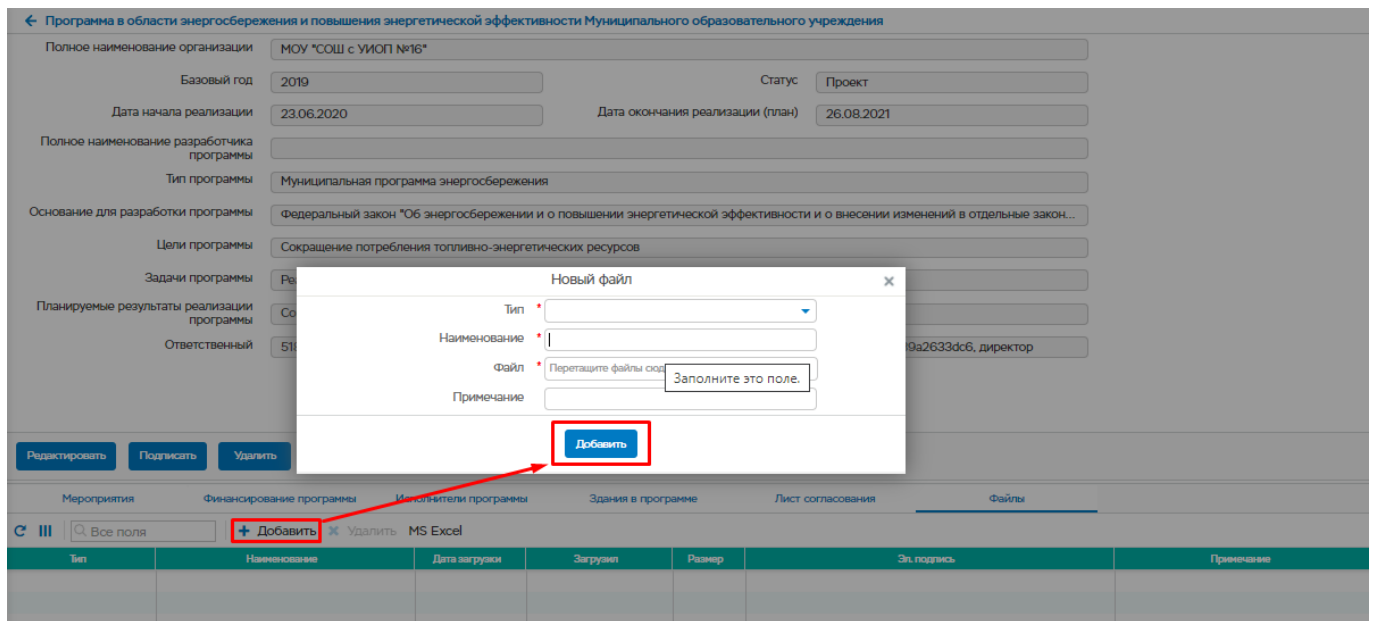 Программа в области энергосбережения и повышения энергетической эффективности Муниципального образовательного учреждения
Полное наименование организации МОУ "СОШ с УИОП №16"
Базовый год 2019 Статус Проект
Дата начала реализации 23.06.2020 Дата окончания реализации (план) 26.08.2021
Полное наименование разработчика
программы
Тип программы Муниципальная программа энергосбережения
Основание для разработки программы Федеральный закон "Об энергосбережении и о повышении энергетической эффективности и о внесении изменений в отдельные закон...
Цели программы Сокращение потребления топливно-энергетических ресурсов
Задачи программы Ре
Новый файл
Планируемые результаты реализации
программы Со
Тип *
Ответственный 518 9a2633dc6, директор
Наименование *
Файл * Перетащите файлы сюд
Заполните это поле.
Примечание
Добавить
Редактировать Подписать Удалить
Мероприятия Финансирование программы Исполнители программы Здания в программе Лист согласования Файлы
Все поля Добавить Удалить MS Excel
Тип Наименование Дата загрузки Загрузил Размер Эл. подпись Примечание